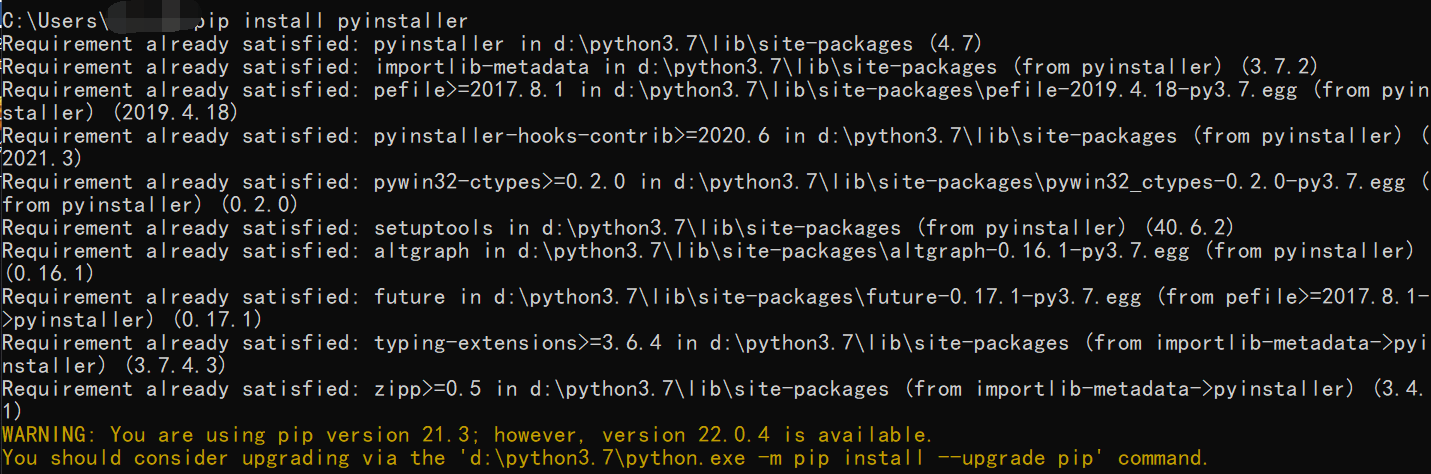 C:\Users\ pip install pyinstaller
Requirement already satisfied: pyinstaller in d:\python3.7\lib\site-packages (4.7)
Requirement already satisfied: importlib-metadata in d:\python3.7\lib\site-packages (from pyinstaller) (3.7.2)
Requirement already satisfied: pefile>=2017.8.1 in d:\python3.7\lib\site-packages\pefile-2019.4.18-py3.7.egg (from pyin
staller) (2019.4.18)
Requirement already satisfied: pyinstaller-hooks-contrib>=2020.6 in d:\python3.7\lib\site-packages (from pyinstaller) (
2021.3)
Requirement already satisfied: pywin32-ctypes>=0.2.0 in d:\python3.7\lib\site-packages\pywin32_ctypes-0.2.0-py3.7.egg (
from pyinstaller) (0.2.0)
Requirement already satisfied: setuptools in d:\python3.7\lib\site-packages (from pyinstaller) (40.6.2)
Requirement already satisfied: altgraph in d:\python3.7\lib\site-packages\altgraph-0.16.1-py3.7.egg (from pyinstaller)
(0.16.1)
Requirement already satisfied: future in d:\python3.7\lib\site-packages\future-0.17.1-py3.7.egg (from pefile>=2017.8.1-
>pyinstaller) (0.17.1)
Requirement already satisfied: typing-extensions>=3.6.4 in d:\python3.7\lib\site-packages (from importlib-metadata->pyi
nstaller) (3.7.4.3)
Requirement already satisfied: zipp>=0.5 in d:\python3.7\lib\site-packages (from importlib-metadata->pyinstaller) (3.4.
1)
WARNING: You are using pip version 21.3; however, version 22.0.4 is available.
You should consider upgrading via the 'd:\python3.7\python.exe -m pip install --upgrade pip' command.